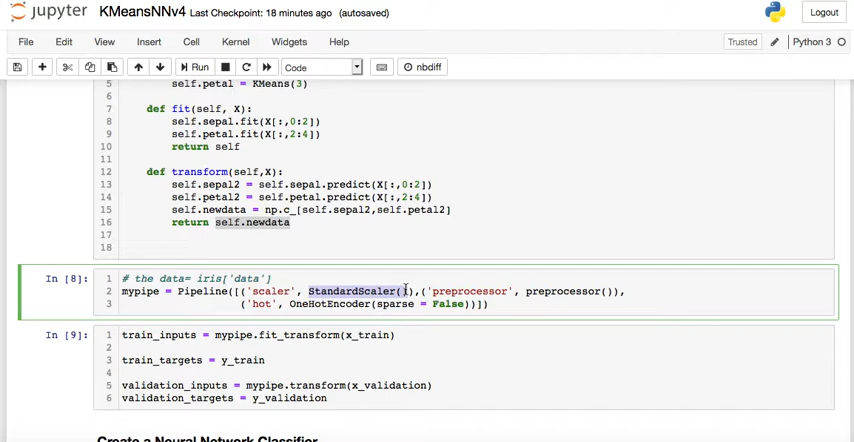 jupyter KMeansNNv4 Last Checkpoint: 18 minutes ago (autosaved) Logout
File Edit View Insert Cell Kernel Widgets Help Trusted Python 3
Run Code nbdiff
5 self.petal = KMeans(3)
6
7 def fit(self, X):
8 self.sepal.fit(X[:,0:2])
9 self.petal.fit(X[:,2:4])
10 return self
11
12 def transform(self,X):
13 self.sepal2 = self.sepal.predict(X[:,0:2])
14 self.petal2 = self.petal.predict(X[:,2:4])
15 self.newdata = np.c_[self.sepal2,self.petal2]
16 return self.newdata
17
18
In [8]: 1 # the data= iris['data']
2 mypipe = Pipeline([('scaler', StandardScaler()),('preprocessor', preprocessor()),
3 ('hot', OneHotEncoder(sparse = False))])
In [9]: 1 train_inputs = mypipe.fit_transform(x_train)
2
3 train_targets = y_train
4
5 validation_inputs = mypipe.transform(x_validation)
6 validation_targets = y_validation
Create a Neural Network Classifier